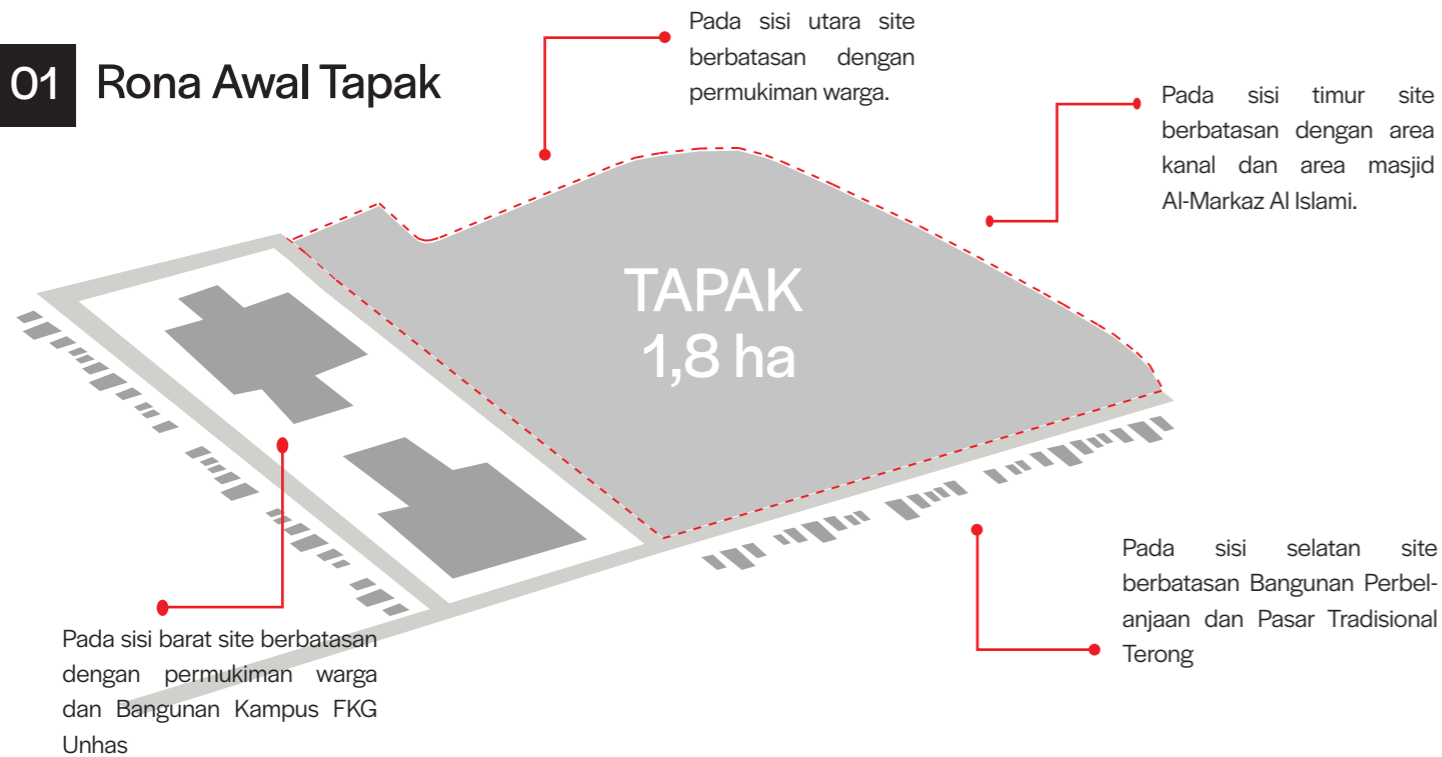 01 Rona Awal Tapak
Pada sisi utara site
berbatasan dengan
permukiman warga.
Pada sisi timur site
berbatasan dengan area
kanal dan area masjid
Al-Markaz Al Islami.
TAPAK
1,8 ha
Pada sisi selatan site
berbatasan Bangunan Perbel-
anjaan dan Pasar Tradisional
Terong
Pada sisi barat site berbatasan
dengan permukiman warga
dan Bangunan Kampus FKG
Unhas